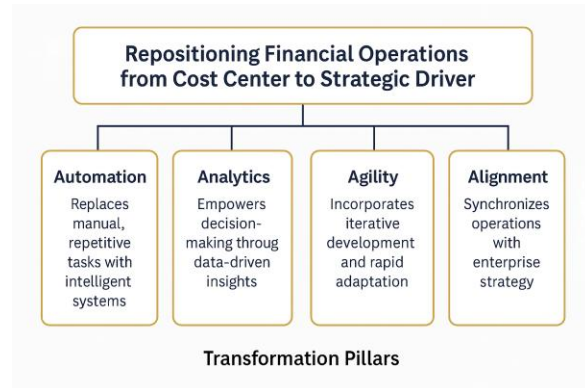 Repositioning Financial Operations
from Cost Center to Strategic Driver
Automation
Replaces
manual,
repetitive
tasks with
intelligent
systems
Analytics
Empowers
decision-
making throug
data-driven
insights
Agility
Incorporates
iterative
development
and rapid
adaptation
Alignment
Synchronizes
operations
with
enterprise
strategy
Transformation Pillars